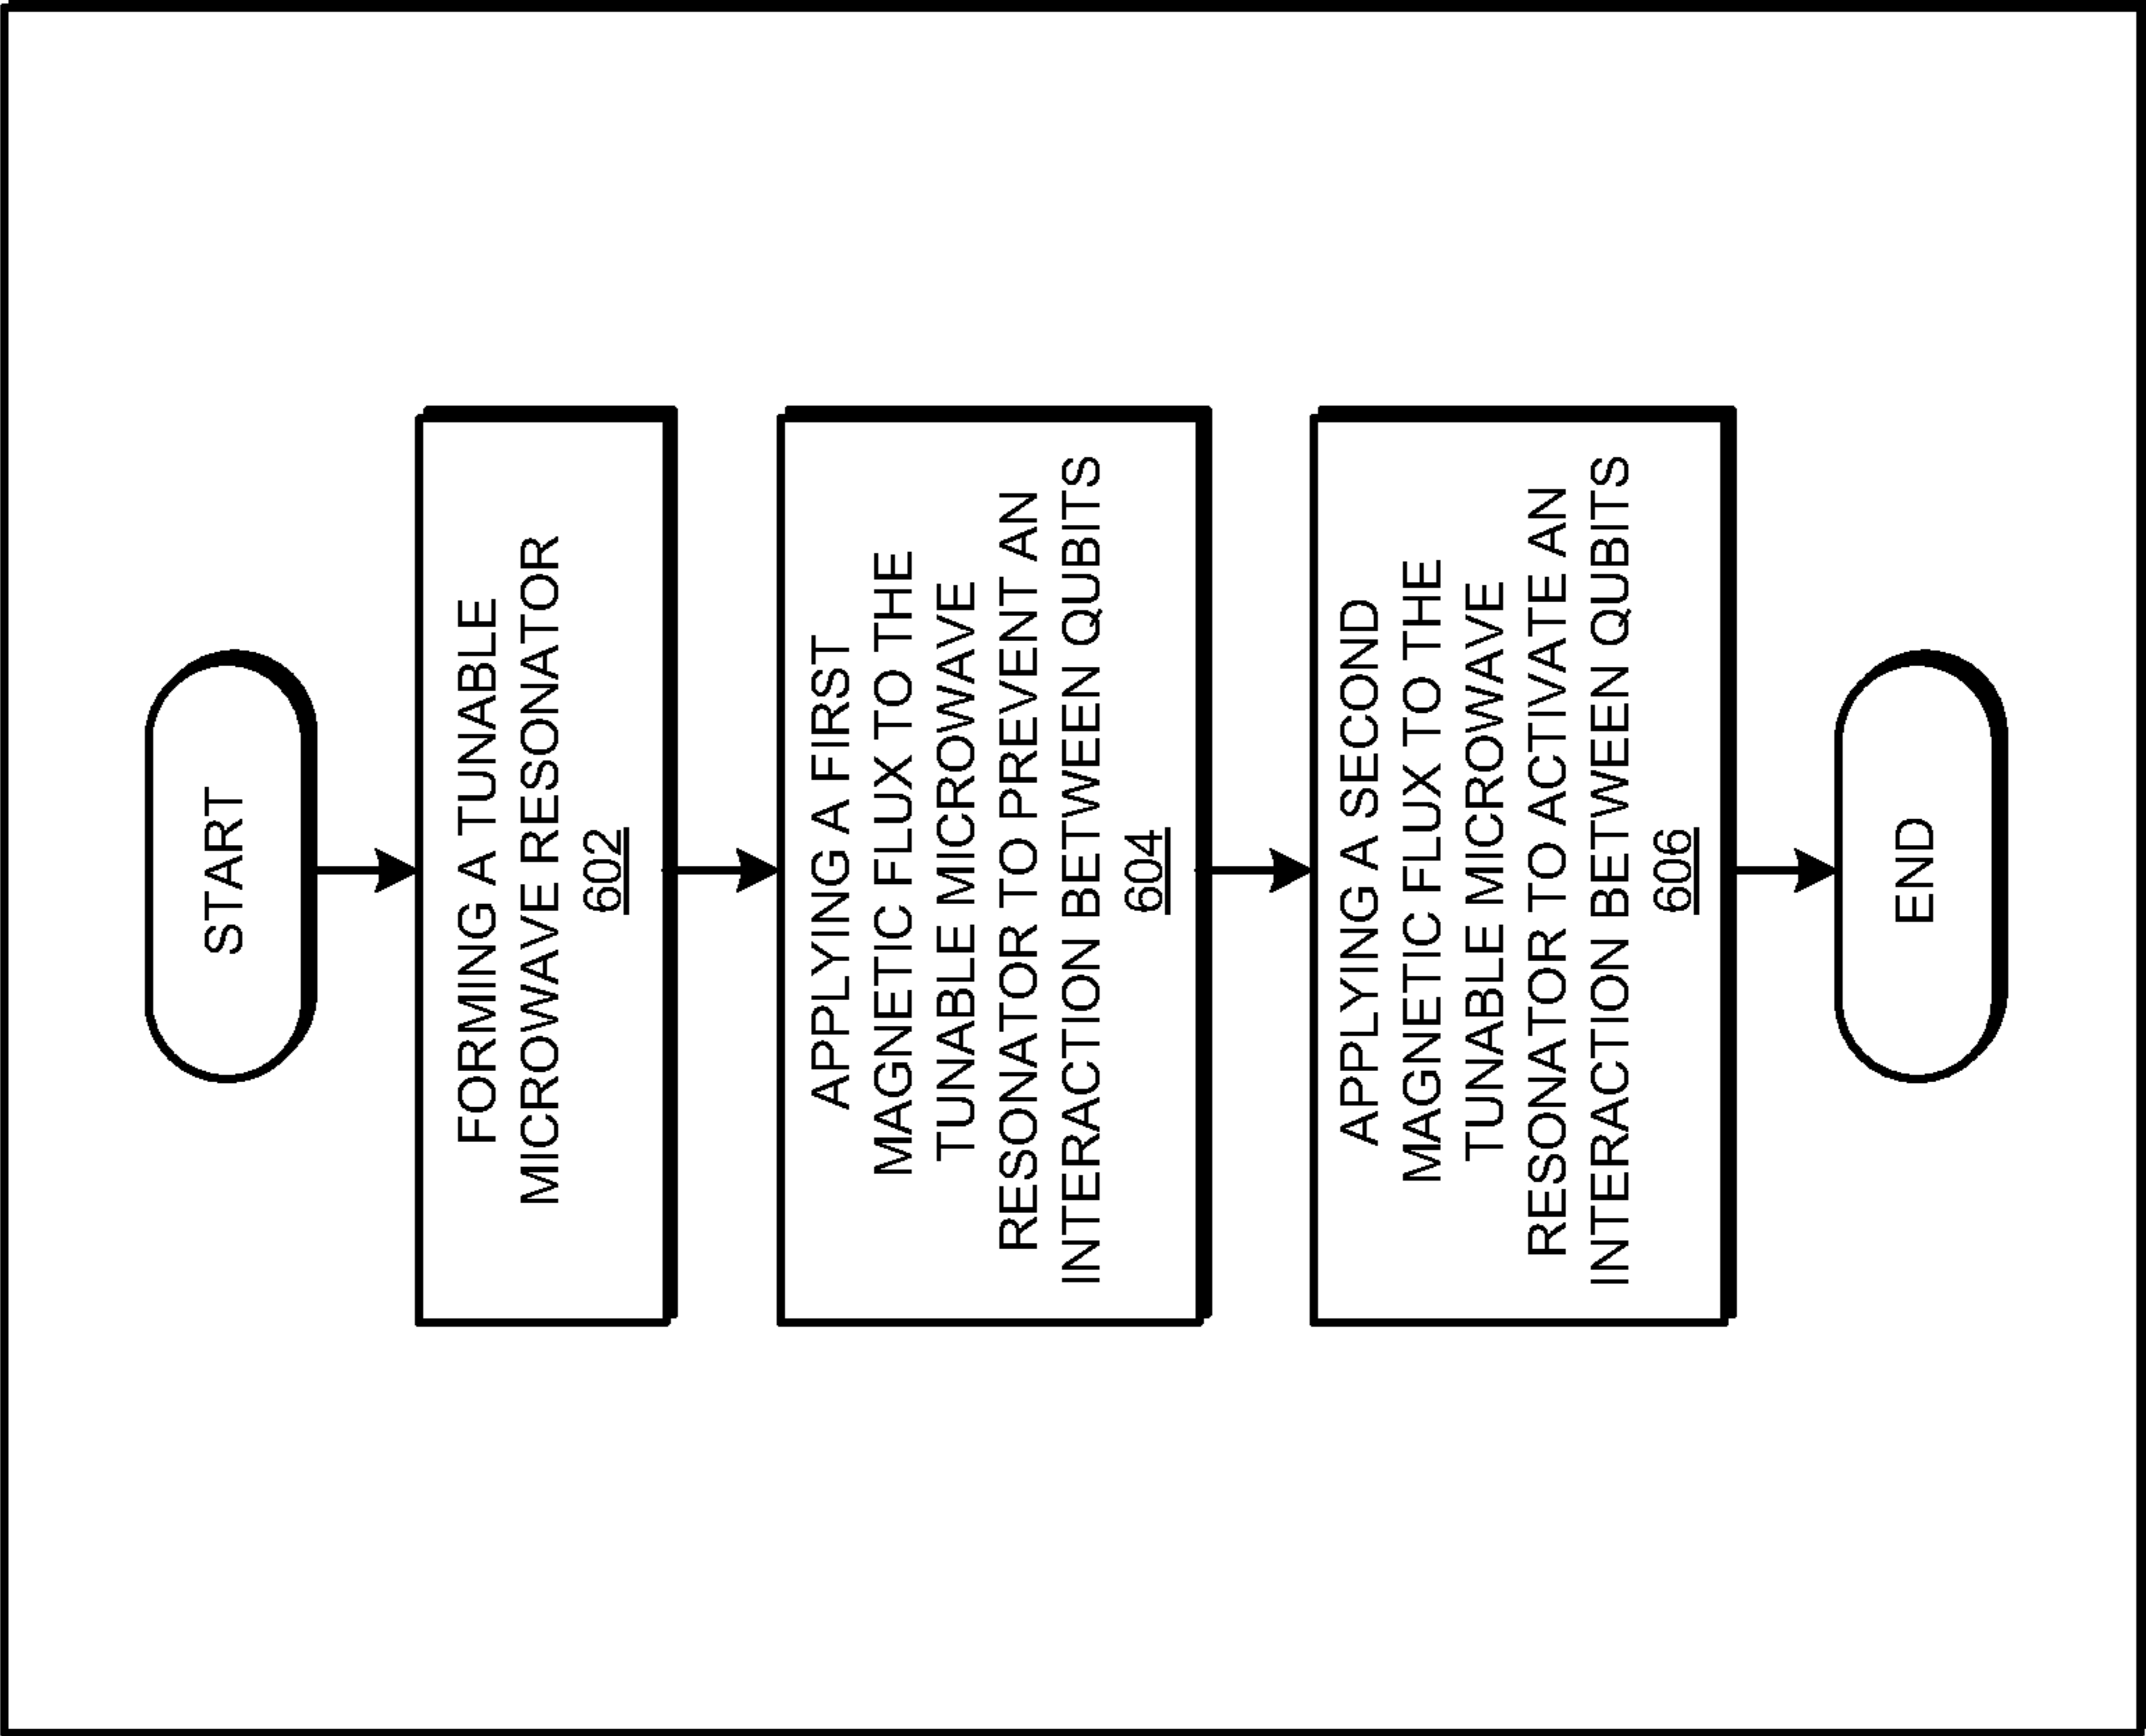 START
FORMING A TUNABLE
MICROWAVE RESONATOR
602
APPLYING A FIRST
MAGNETIC FLUX TO THE
TUNABLE MICROWAVE
RESONATOR TO PREVENT AN
INTERACTION BETWEEN QUBITS
604
APPLYING A SECOND
MAGNETIC FLUX TO THE
TUNABLE MICROWAVE
RESONATOR TO ACTIVATE AN
INTERACTION BETWEEN QUBITS
606
END